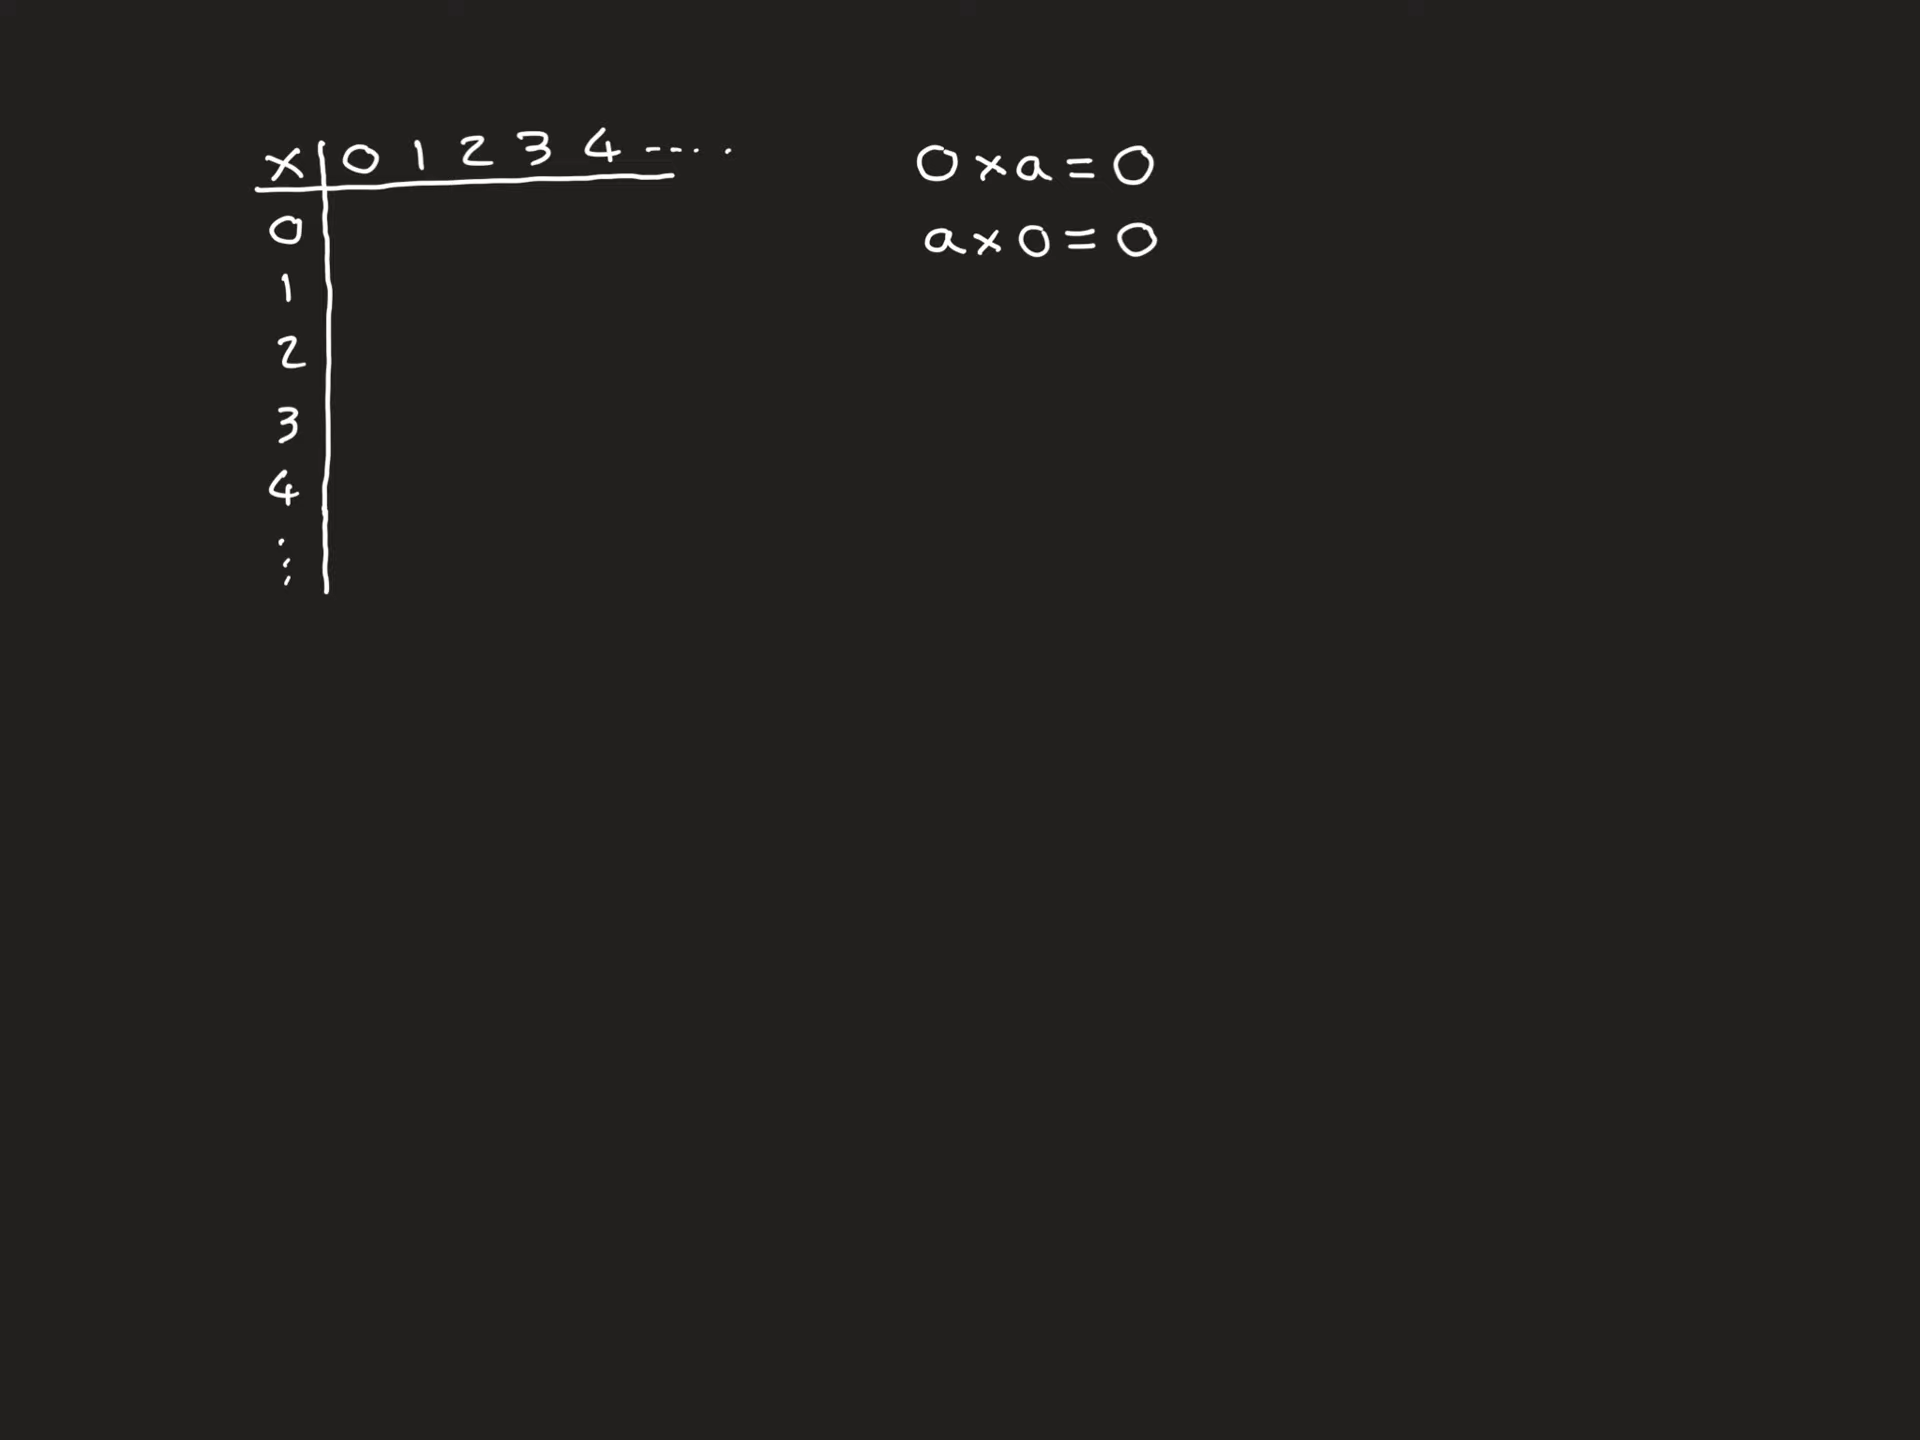 x | 0 1 2 3 4 ....
0
1
2
3
4
⋮
0 x a = 0
a x 0 = 0